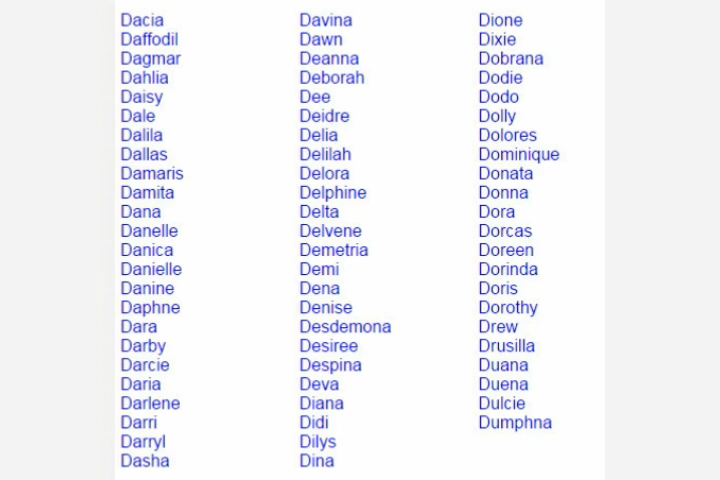 Dacia
Daffodil
Dagmar
Dahlia
Daisy
Dale
Dalila
Dallas
Damaris
Damita
Dana
Danelle
Danica
Danielle
Danine
Daphne
Dara
Darby
Darcie
Daria
Darlene
Darri
Darryl
Dasha
Davina
Dawn
Deanna
Deborah
Dee
Deidre
Delia
Delilah
Delora
Delphine
Delta
Delvene
Demetria
Demi
Dena
Denise
Desdemona
Desiree
Despina
Deva
Diana
Didi
Dilys
Dina
Dione
Dixie
Dobrana
Dodie
Dodo
Dolly
Dolores
Dominique
Donata
Donna
Dora
Dorcas
Doreen
Dorinda
Doris
Dorothy
Drew
Drusilla
Duana
Duena
Dulcie
Dumphna